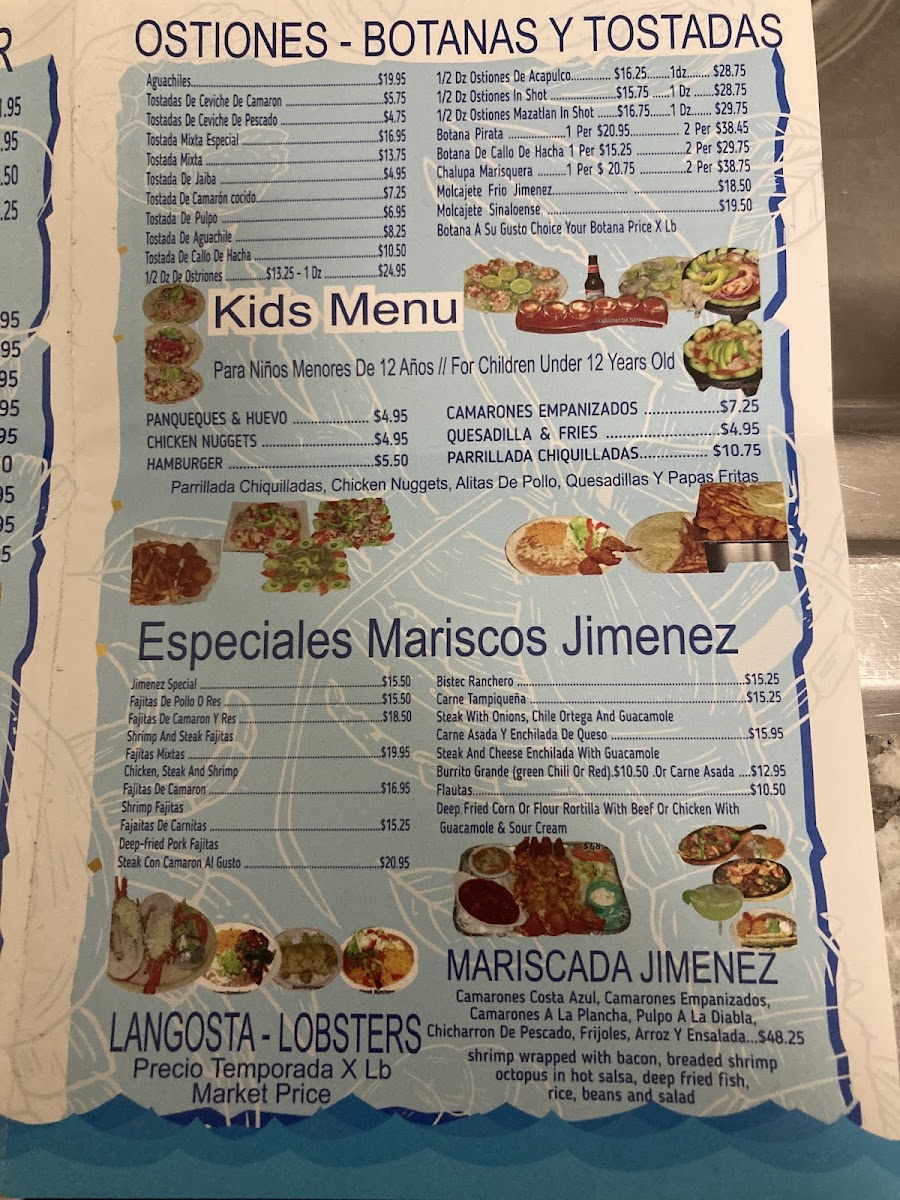 R
.95
.95
.50
.25
95
95
95
95
95
0
95
95
5
OSTIONES - BOTANAS Y TOSTADAS
Aguachiles...$19.95
Tostadas De Ceviche De Camaron ...$5.75
Tostadas De Ceviche De Pescado ...$4.75
Tostada Mixta Especial ...$16.95
Tostada Mixta ...$13.75
Tostada De Jaiba ...$4.95
Tostada De Camarón cocido...$7.25
Tostada De Pulpo ...$6.95
Tostada De Aguachile ...$8.25
Tostada De Callo De Hacha ...$10.50
1/2 Dz De Ostriones ...$13.25 - 1 Dz ...$24.95
1/2 Dz Ostiones De Acapulco...$16.25...1dz...$28.75
1/2 Dz Ostiones In Shot ...$15.75 ...1 Dz ...$28.75
1/2 Dz Ostiones Mazatlan In Shot ...$16.75...1 Dz... $29.75
Botana Pirata ...1 Per $20.95... 2 Per $38.45
Botana De Callo De Hacha 1 Per $15.25 ...2 Per $29.75
Chalupa Marisquera ...1 Per $ 20.75 ...2 Per $38.75
Molcajete Frio Jimenez... ...$18.50
Molcajete Sinaloense ...$19.50
Botana A Su Gusto Choice Your Botana Price X Lb
Kids Menu
Para Niños Menores De 12 Años // For Children Under 12 Years Old
PANQUEQUES & HUEVO ... $4.95
CHICKEN NUGGETS ...$4.95
HAMBURGER ...$5.50
CAMARONES EMPANIZADOS ...$7.25
QUESADILLA & FRIES ...$4.95
PARRILLADA CHIQUILLADAS... $10.75
Parrillada Chiquilladas, Chicken Nuggets, Alitas De Pollo, Quesadillas Y Papas Fritas
Especiales Mariscos Jimenez
Jimenez Special ...$15.50
Fajitas De Pollo O Res ...$15.50
Fajitas De Camaron Y Res ...$18.50
Shrimp And Steak Fajitas
Fajitas Mixtas ...$19.95
Chicken, Steak And Shrimp
Fajitas De Camaron ...$16.95
Shrimp Fajitas
Fajaitas De Carnitas ...$15.25
Deep-fried Pork Fajitas
Steak Con Camaron Al Gusto ...$20.95
Bistec Ranchero ...$15.25
Carne Tampiqueña ...$15.25
Steak With Onions, Chile Ortega And Guacamole
Carne Asada Y Enchilada De Queso ...$15.95
Steak And Cheese Enchilada With Guacamole
Burrito Grande (green Chili Or Red).$10.50 .Or Carne Asada ....$12.95
Flautas...$10.50
Deep Fried Corn Or Flour Rortilla With Beef Or Chicken With
Guacamole & Sour Cream
LANGOSTA - LOBSTERS
Precio Temporada X Lb
Market Price
MARISCADA JIMENEZ
Camarones Costa Azul, Camarones Empanizados,
Camarones A La Plancha, Pulpo A La Diabla,
Chicharron De Pescado, Frijoles, Arroz Y Ensalada...$48.25
shrimp wrapped with bacon, breaded shrimp
octopus in hot salsa, deep fried fish,
rice, beans and salad